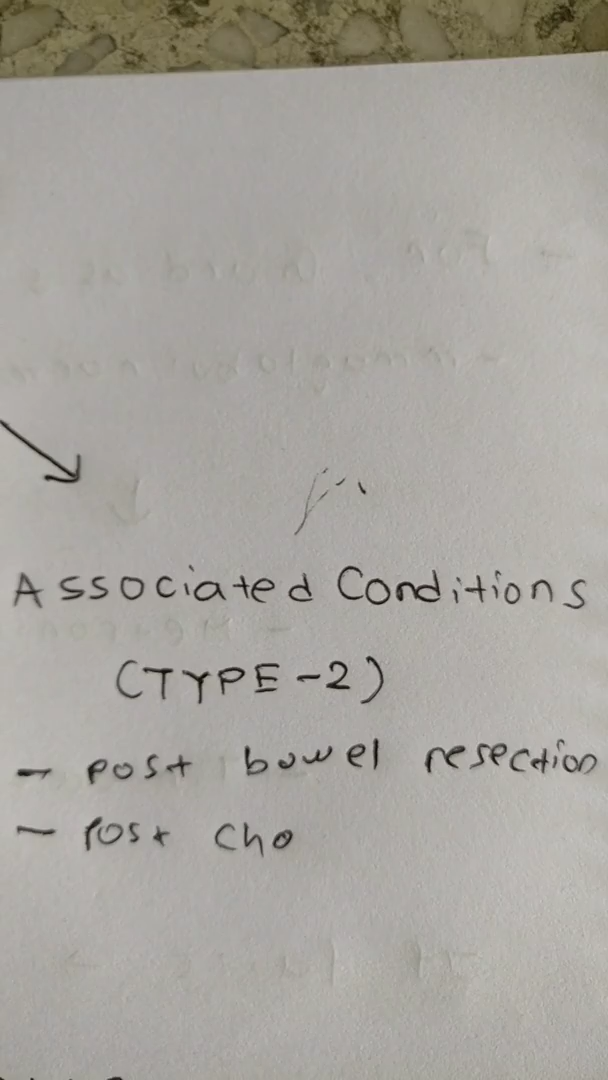 Associated Conditions
(TYPE-2)
- post bowel resection
- Post Cho